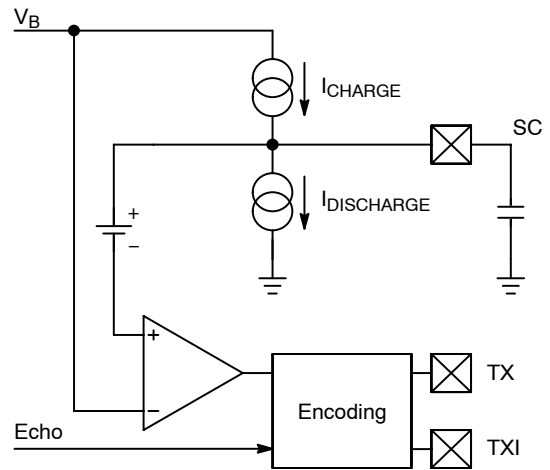 VB
ICHARGE
SC
IDISCHARGE
+
−
+
−
TX
Encoding
Echo
TXI